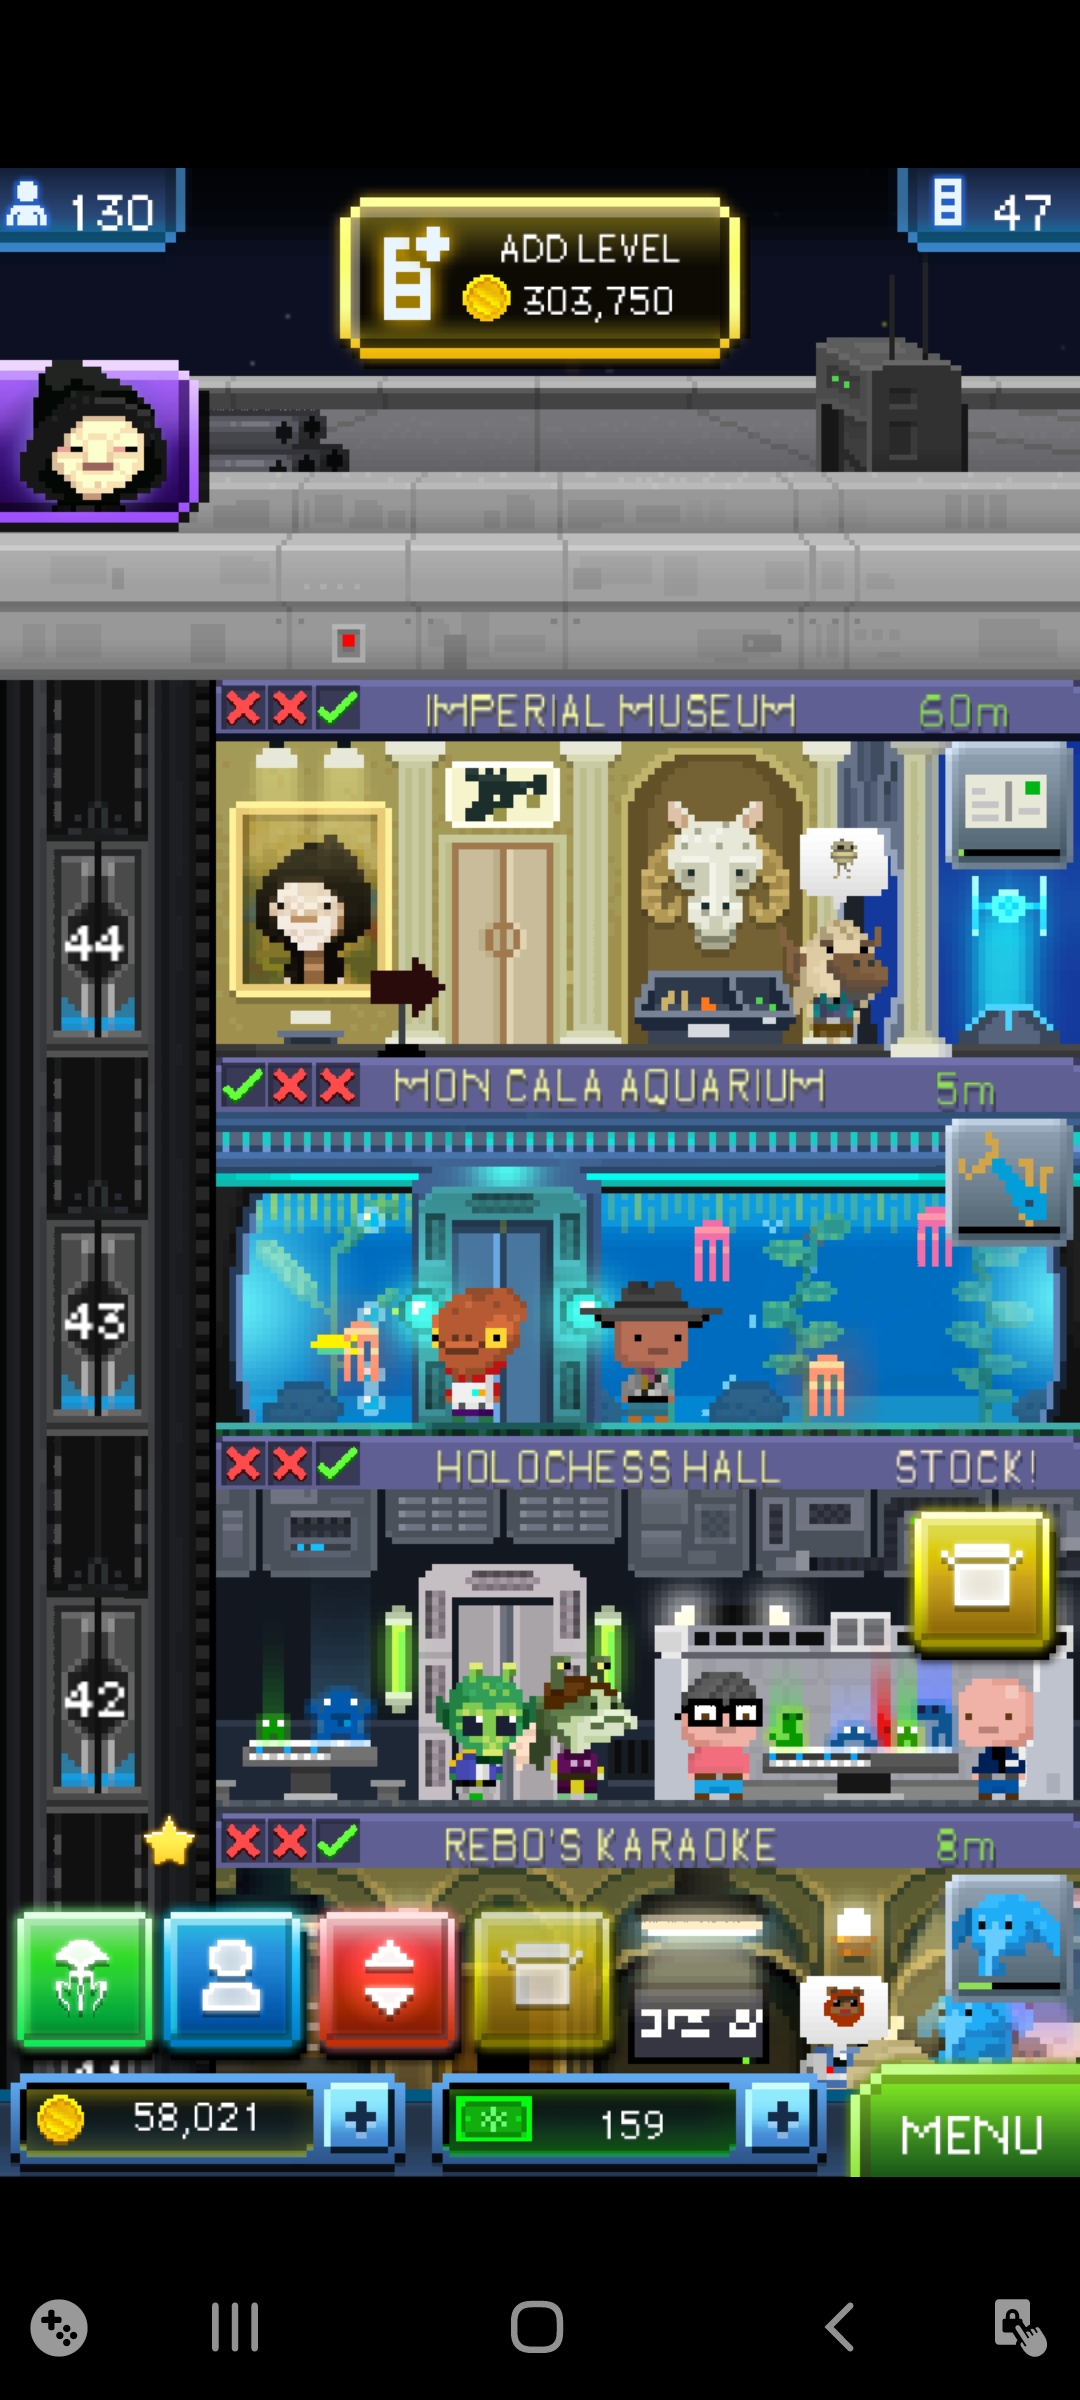 130
ADD LEVEL
303,750
47
IMPERIAL MUSEUM 60m
44
MON CALA AQUARIUM 5m
43
HOLOCHESS HALL STOCK!
42
REBO'S KARAOKE 8m
58,021
159
MENU